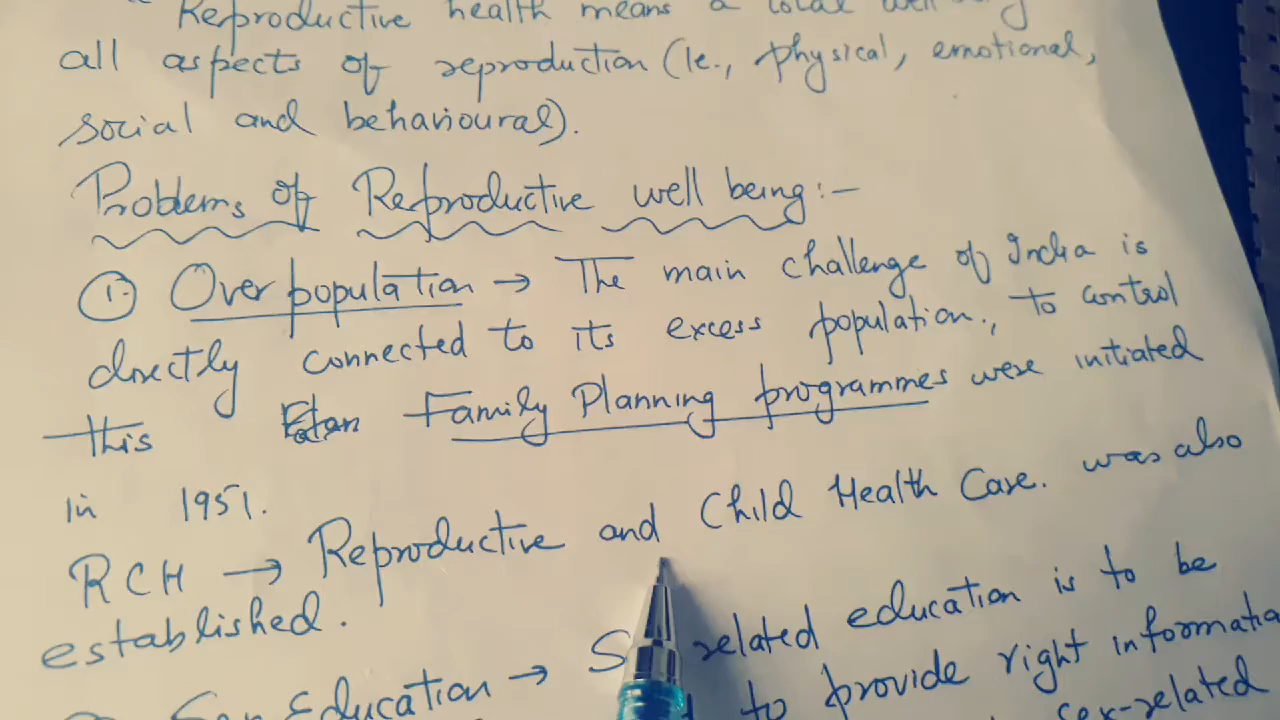 Reproductive health means a total well
all aspects of reproduction (ie., physical, emotional,
social and behavioural).
Problems of Reproductive well being:-
① Over population → The main challenge of India is
directly connected to its excess population., to control
this Family Planning programmes were initiated
in 1951.
RCH → Reproductive and Child Health Care. was also
established.
Education → related education is to be
to provide right informatio
sex-related